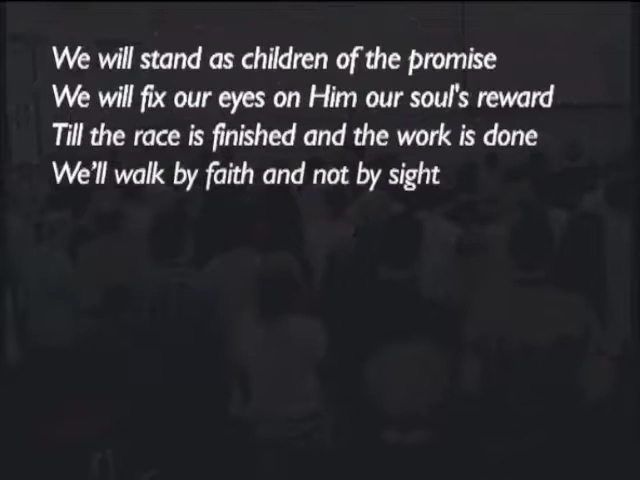 We will stand as children of the promise
We will fix our eyes on Him our soul's reward
Till the race is finished and the work is done
We'll walk by faith and not by sight